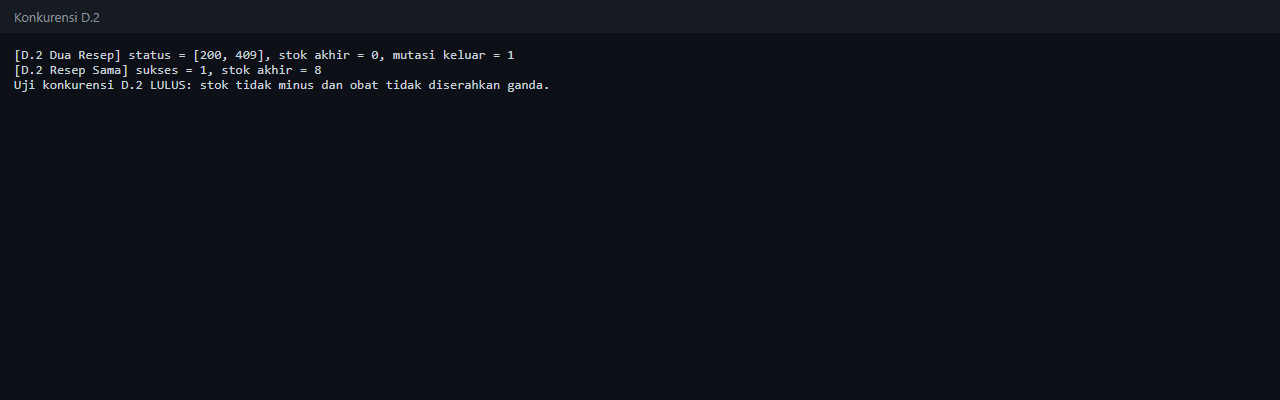 Konkurensi D.2
[D.2 Dua Resep] status = [200, 409], stok akhir = 0, mutasi keluar = 1
[D.2 Resep Sama] sukses = 1, stok akhir = 8
Uji konkurensi D.2 LULUS: stok tidak minus dan obat tidak diserahkan ganda.